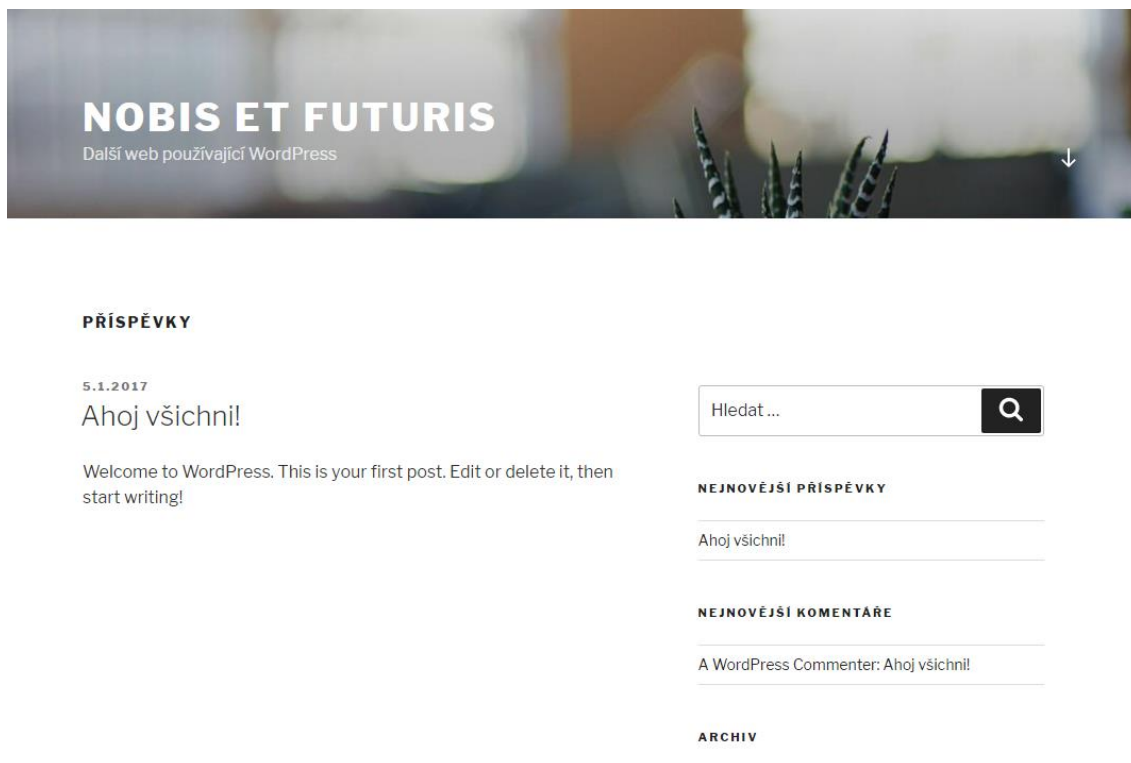 NOBIS ET FUTURIS
Další web používající WordPress
PŘÍSPĚVKY
5.1.2017
Ahoj všichni!
Welcome to WordPress. This is your first post. Edit or delete it, then
start writing!
Hledat …
NEJNOVĚJŠÍ PŘÍSPĚVKY
Ahoj všichni!
NEJNOVĚJŠÍ KOMENTÁŘE
A WordPress Commenter: Ahoj všichni!
ARCHIV